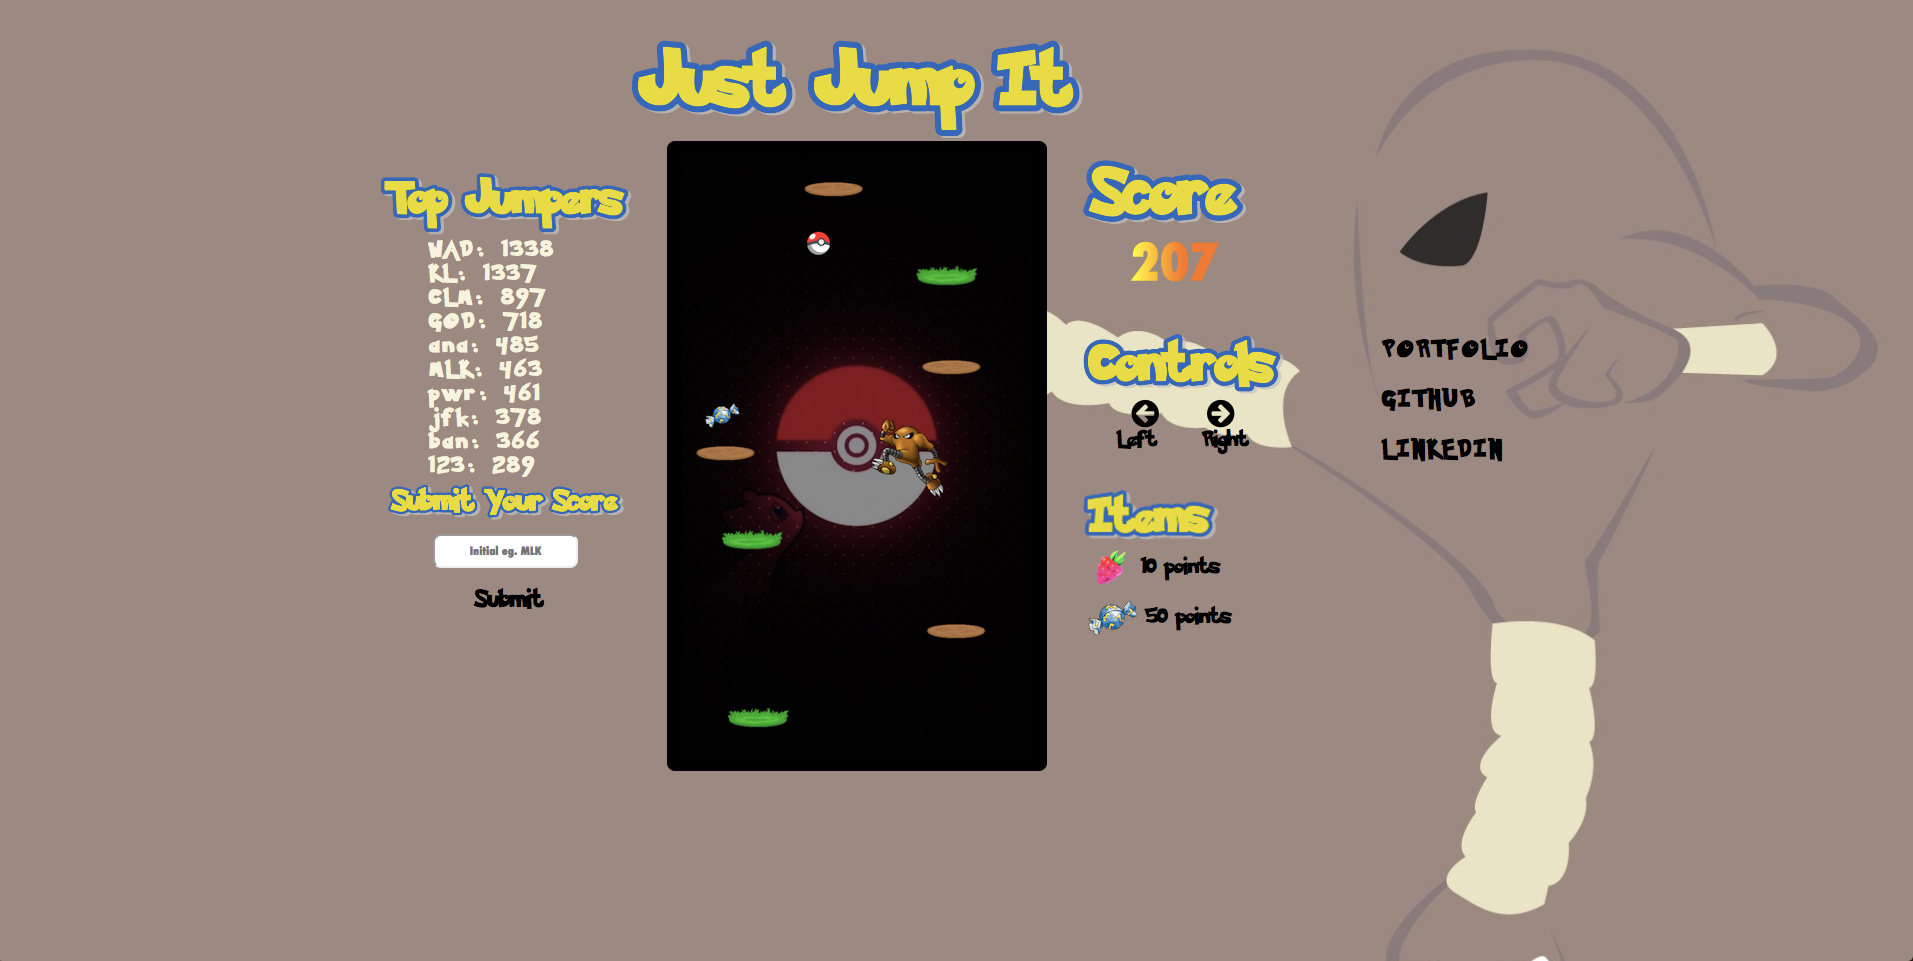 Just Jump It
Top Jumpers
WAD: 1338
KL: 1337
CLM: 897
GOD: 718
ana: 485
MLK: 463
pwr: 461
jfk: 378
ban: 366
123: 289
Submit Your Score
Initial eg. MLK
Submit
Score
207
Controls
Left Right
Items
10 points
50 points
PORTFOLIO
GITHUB
LINKEDIN